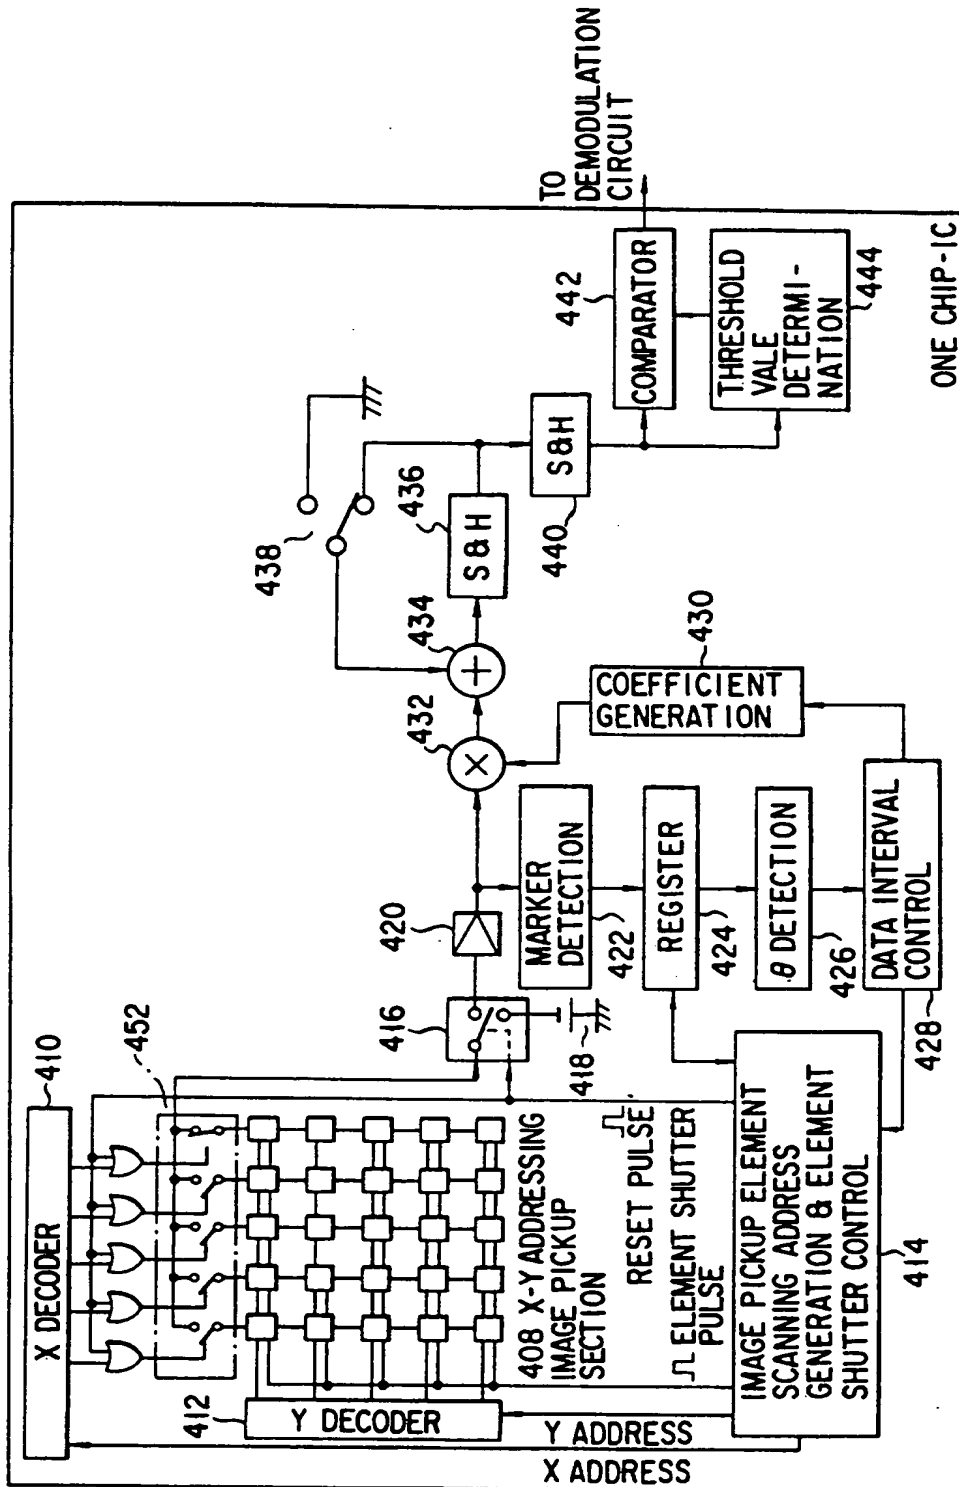 410
X DECODER
452
412
Y DECODER
408 X-Y ADDRESSING
IMAGE PICKUP
SECTION
RESET PULSE
ELEMENT SHUTTER
PULSE
Y ADDRESS
X ADDRESS
IMAGE PICKUP ELEMENT
SCANNING ADDRESS
GENERATION & ELEMENT
SHUTTER CONTROL
414
416
418
420
MARKER
DETECTION
422
REGISTER
424
θ DETECTION
426
DATA INTERVAL
CONTROL
428
COEFFICIENT
GENERATION
430
×
432
+
434
S&H
436
438
S&H
440
COMPARATOR
442
THRESHOLD
VALE
DETERMI-
NATION
444
TO
DEMODULATION
CIRCUIT
ONE CHIP-IC